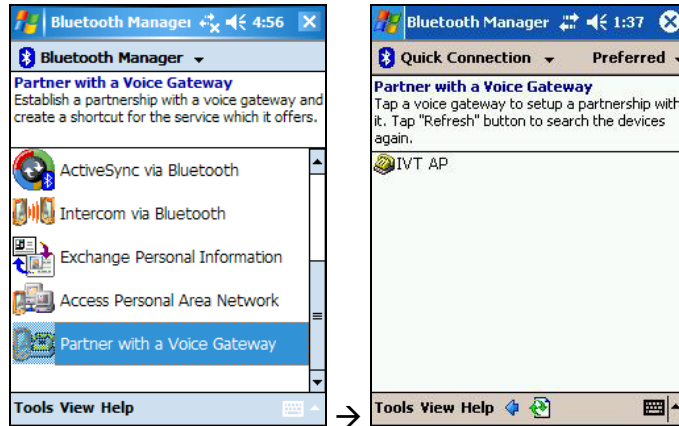 Bluetooth Manager 4:56
Bluetooth Manager
Partner with a Voice Gateway
Establish a partnership with a voice gateway and
create a shortcut for the service which it offers.
ActiveSync via Bluetooth
Intercom via Bluetooth
Exchange Personal Information
Access Personal Area Network
Partner with a Voice Gateway
Tools View Help
→
Bluetooth Manager 1:37
Quick Connection Preferred
Partner with a Voice Gateway
Tap a voice gateway to setup a partnership with
it. Tap "Refresh" button to search the devices
again.
IVT AP
Tools View Help